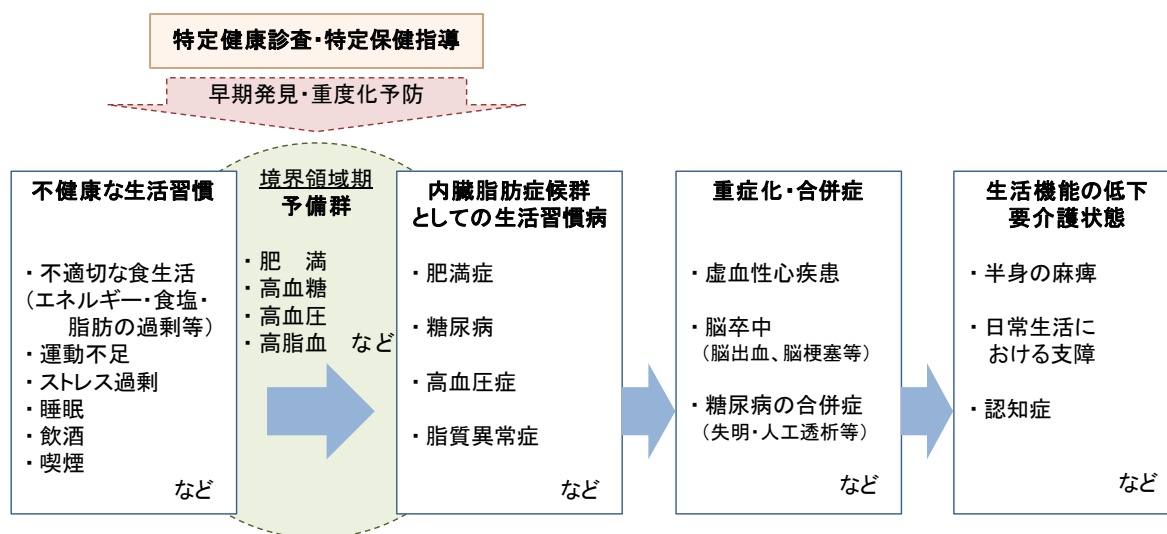 特定健康診査・特定保健指導
早期発見・重度化予防
不健康な生活習慣
・不適切な食生活
（エネルギー・食塩・
脂肪の過剰等）
・運動不足
・ストレス過剰
・睡眠
・飲酒
・喫煙
など
境界領域期
予備群
・肥　満
・高血糖
・高血圧
・高脂血　など
内臓脂肪症候群
としての生活習慣病
・肥満症
・糖尿病
・高血圧症
・脂質異常症
など
重症化・合併症
・虚血性心疾患
・脳卒中
（脳出血、脳梗塞等）
・糖尿病の合併症
（失明・人工透析等）
など
生活機能の低下
要介護状態
・半身の麻痺
・日常生活に
おける支障
・認知症
など